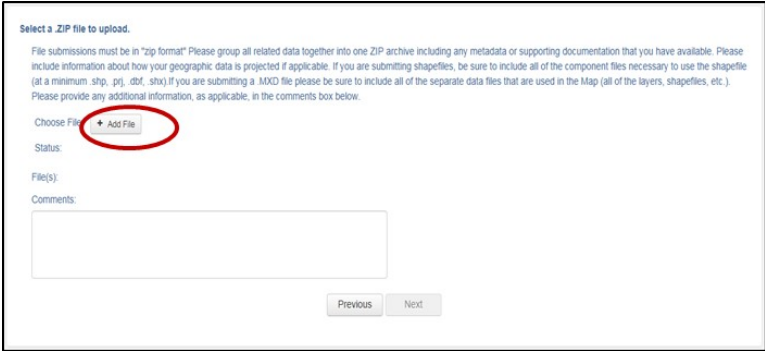 Select a .ZIP file to upload.
File submissions must be in "zip format" Please group all related data together into one ZIP archive including any metadata or supporting documentation that you have available. Please
include information about how your geographic data is projected if applicable. If you are submitting shapefiles, be sure to include all of the component files necessary to use the shapefile
(at a minimum .shp, .prj, .dbf, .shx).If you are submitting a .MXD file please be sure to include all of the separate data files that are used in the Map (all of the layers, shapefiles, etc.).
Please provide any additional information, as applicable, in the comments box below.
Choose File: + Add File
Status:
File(s):
Comments:
Previous Next